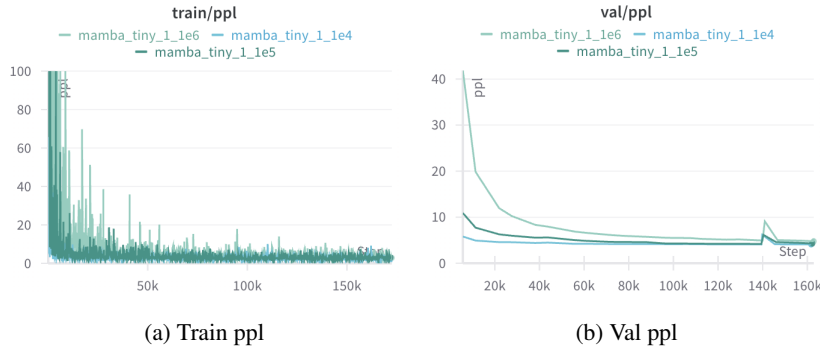 train/ppl
mamba_tiny_1_1e6 mamba_tiny_1_1e4
mamba_tiny_1_1e5
100
80
60
40
20
0
ppl
Step
50k 100k 150k
(a) Train ppl
val/ppl
mamba_tiny_1_1e6 mamba_tiny_1_1e4
mamba_tiny_1_1e5
40
30
20
10
0
ppl
Step
20k 40k 60k 80k 100k 120k 140k 160k
(b) Val ppl